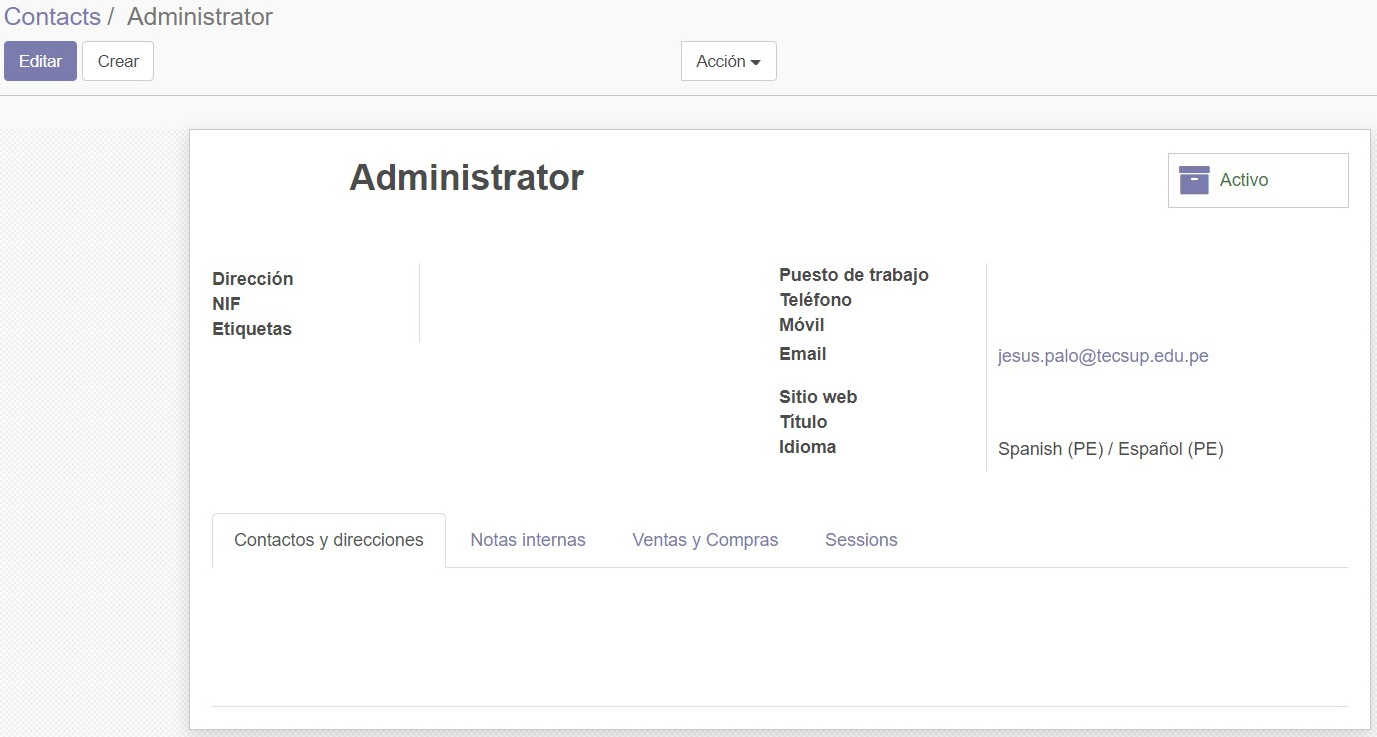 Contacts / Administrator
Editar Crear Acción
Administrator
Activo
Dirección
NIF
Etiquetas
Puesto de trabajo
Teléfono
Móvil
Email jesus.palo@tecsup.edu.pe
Sitio web
Título
Idioma Spanish (PE) / Español (PE)
Contactos y direcciones Notas internas Ventas y Compras Sessions